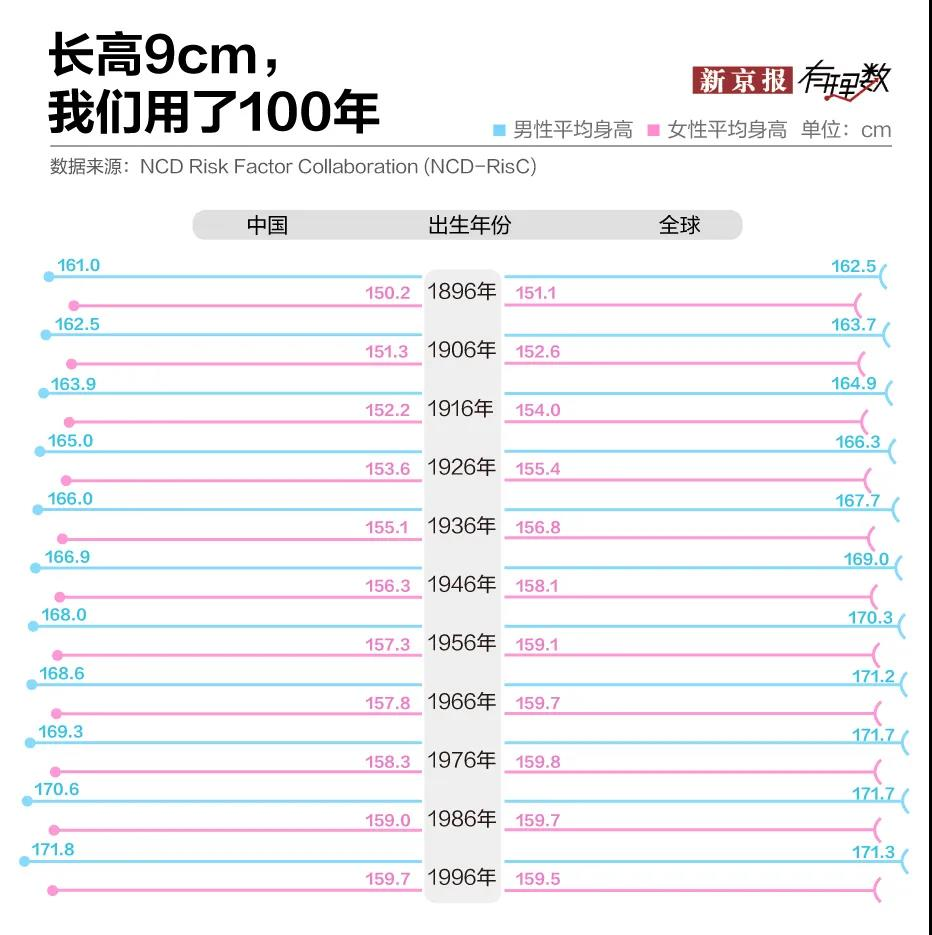 长高9cm，
我们用了100年
新京报 有理数
男性平均身高 女性平均身高 单位：cm
数据来源：NCD Risk Factor Collaboration (NCD-RisC)
中国 出生年份 全球
161.0 162.5
150.2 1896年 151.1
162.5 163.7
151.3 1906年 152.6
163.9 164.9
152.2 1916年 154.0
165.0 166.3
153.6 1926年 155.4
166.0 167.7
155.1 1936年 156.8
166.9 169.0
156.3 1946年 158.1
168.0 170.3
157.3 1956年 159.1
168.6 171.2
157.8 1966年 159.7
169.3 171.7
158.3 1976年 159.8
170.6 171.7
159.0 1986年 159.7
171.8 171.3
159.7 1996年 159.5